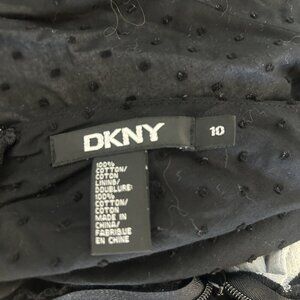 DKNY
10
100%
COTTON/
COTON
LINING/
DOUBLURE:
100%
COTTON/
COTON
MADE IN
CHINA/
FABRIQUE
EN CHINE